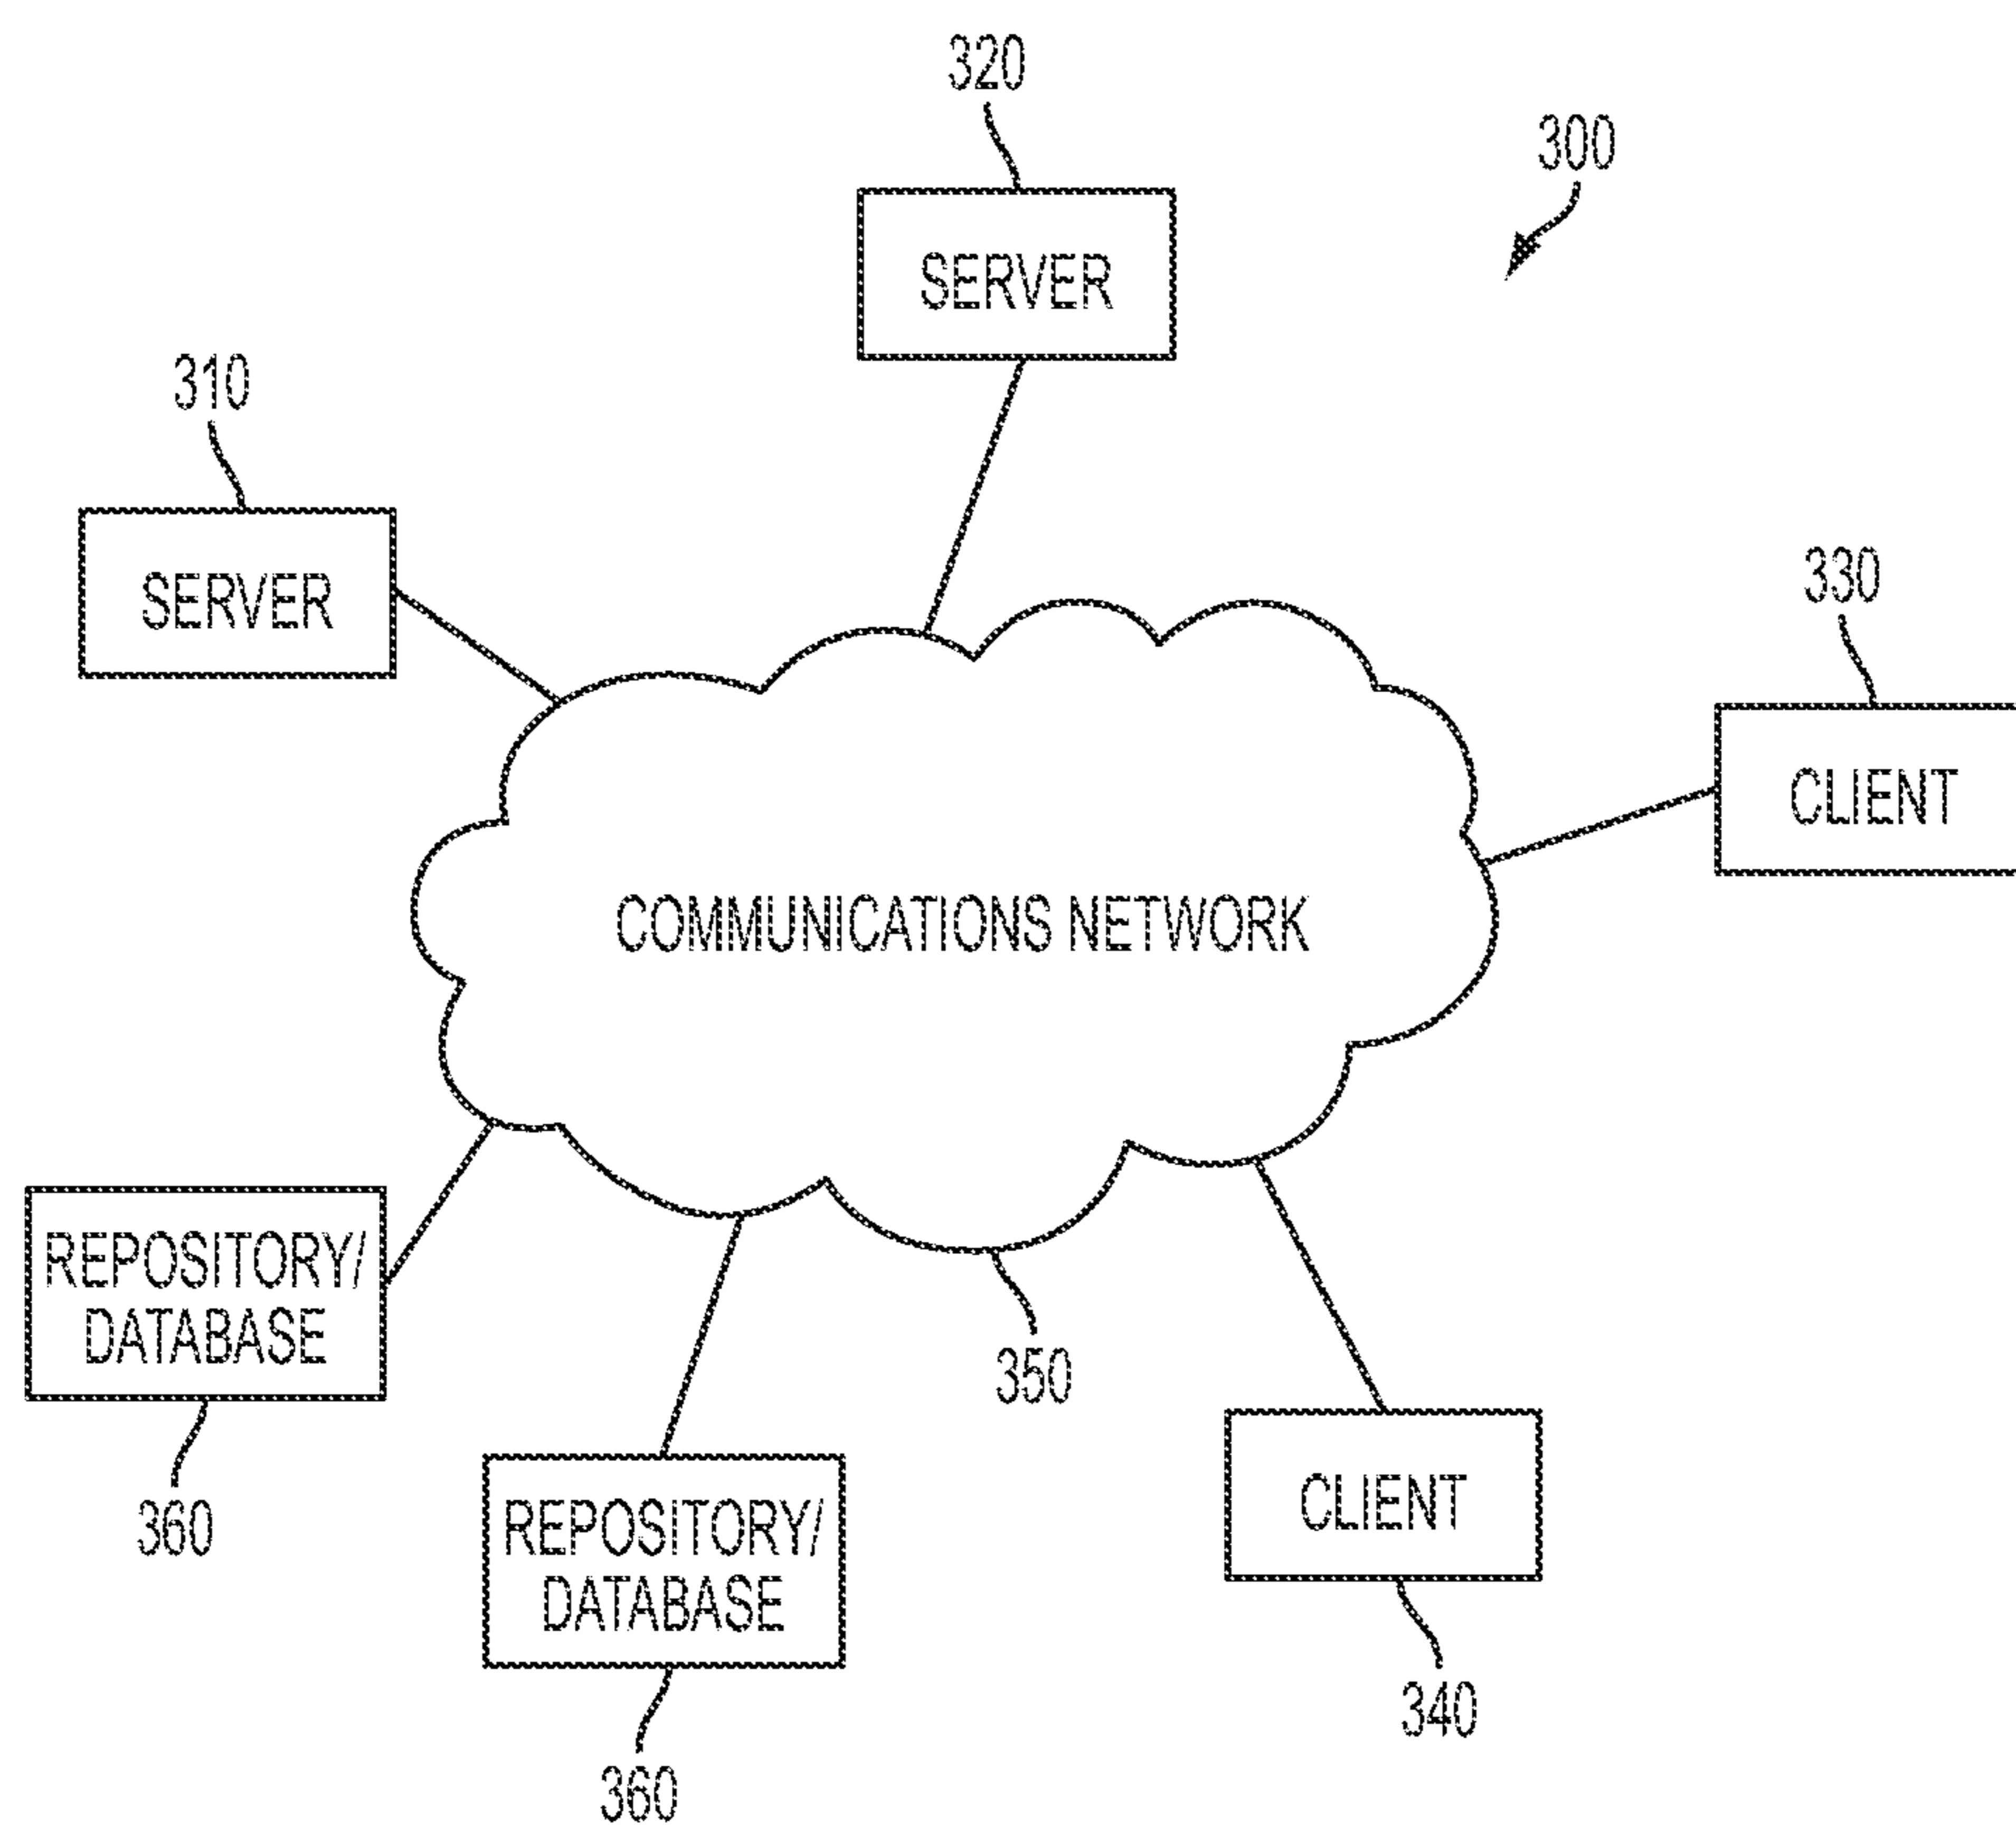 320
300
SERVER
310
SERVER
330
CLIENT
COMMUNICATIONS NETWORK
REPOSITORY/
DATABASE
350
360
REPOSITORY/
DATABASE
CLIENT
340
360